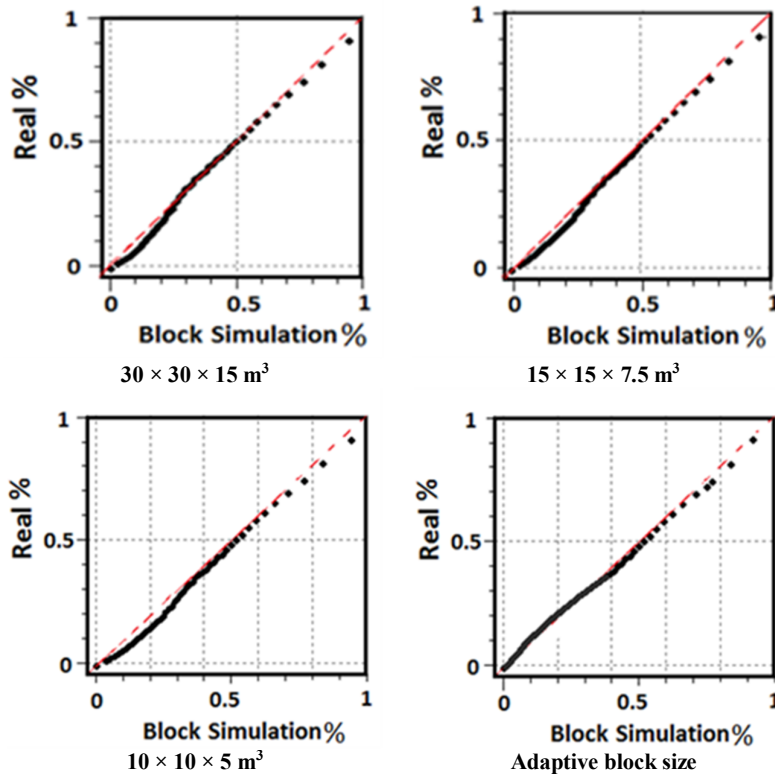 1
Real %
0.5
0
0 0.5 1
Block Simulation %
30 × 30 × 15 m³
1
Real %
0.5
0
0 0.5 1
Block Simulation %
15 × 15 × 7.5 m³
1
Real %
0.5
0
0 0.5 1
Block Simulation %
10 × 10 × 5 m³
1
Real %
0.5
0
0 0.5 1
Block Simulation %
Adaptive block size